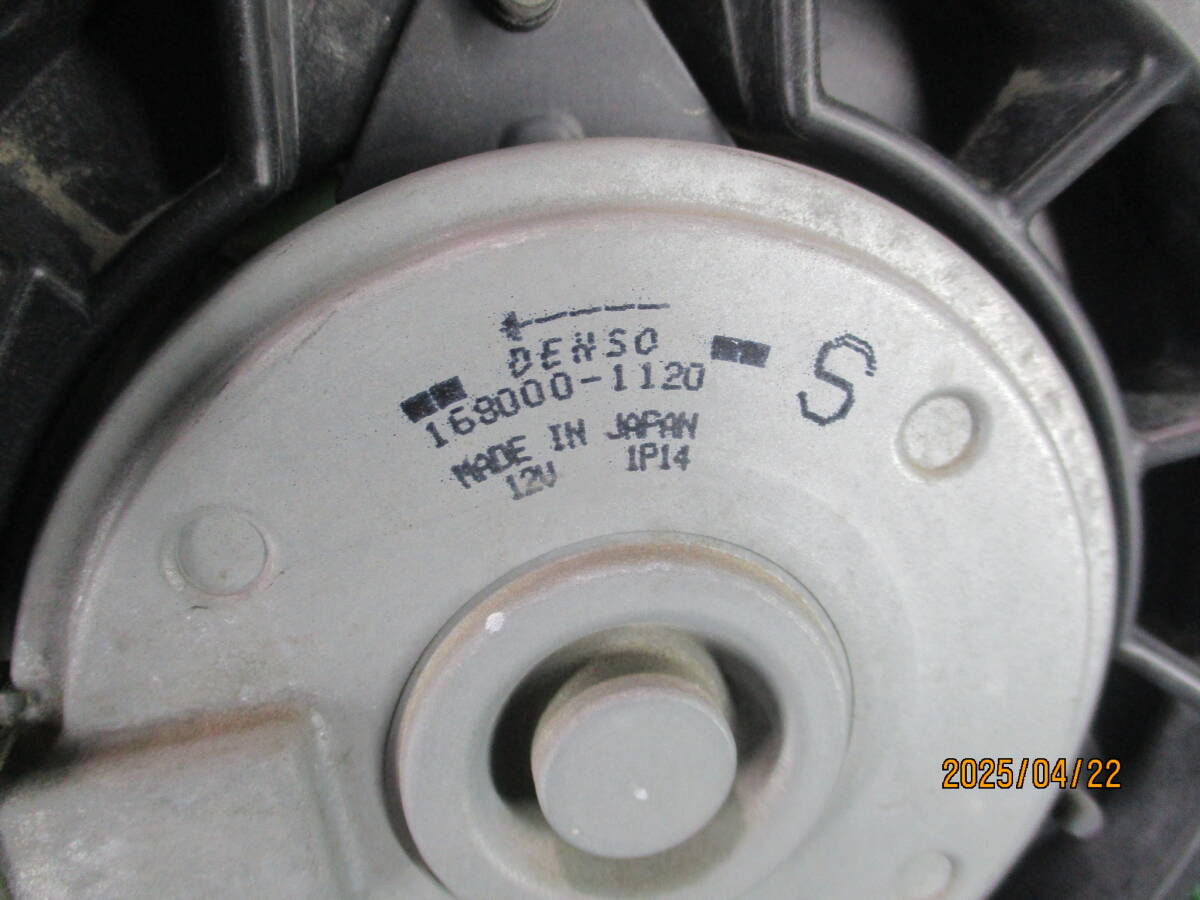 DENSO
168000-1120
S
MADE IN JAPAN
12V 1P14
2025/04/22